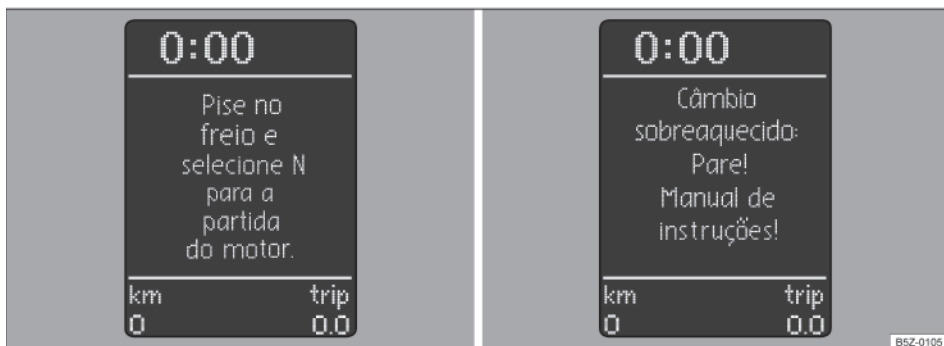 0:00
Pise no
freio e
selecione N
para a
partida
do motor.
km trip
0 0.0
0:00
Câmbio
sobreaquecido:
Pare!
Manual de
instruções!
km trip
0 0.0
B5Z-0105